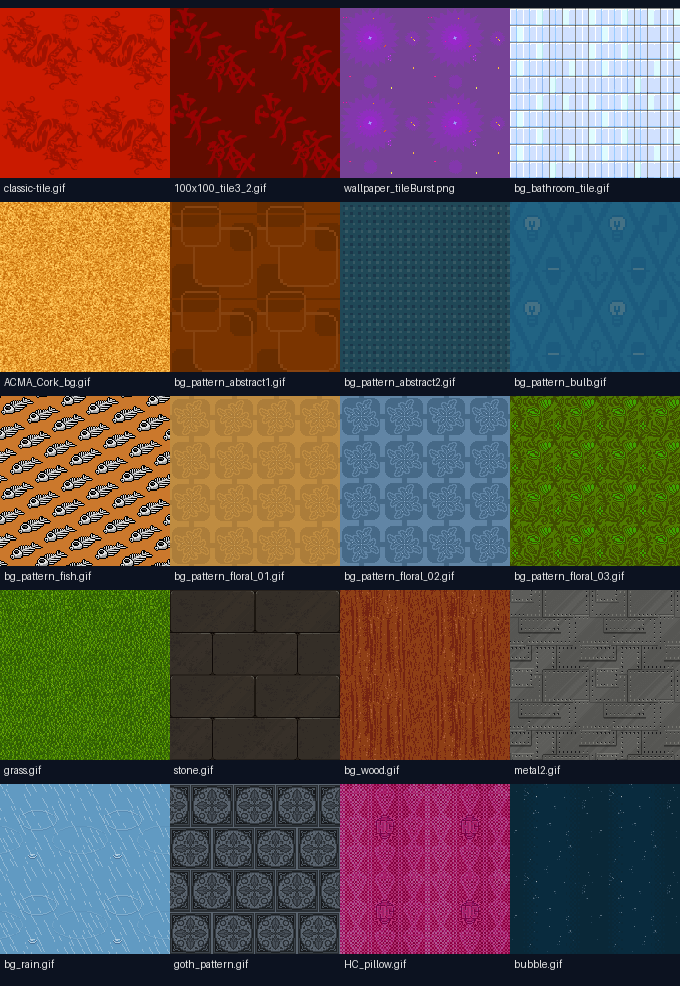 classic-tile.gif
100x100_tile3_2.gif
wallpaper_tileBurst.png
bg_bathroom_tile.gif
ACMA_Cork_bg.gif
bg_pattern_abstract1.gif
bg_pattern_abstract2.gif
bg_pattern_bulb.gif
bg_pattern_fish.gif
bg_pattern_floral_01.gif
bg_pattern_floral_02.gif
bg_pattern_floral_03.gif
grass.gif
stone.gif
bg_wood.gif
metal2.gif
bg_rain.gif
goth_pattern.gif
HC_pillow.gif
bubble.gif